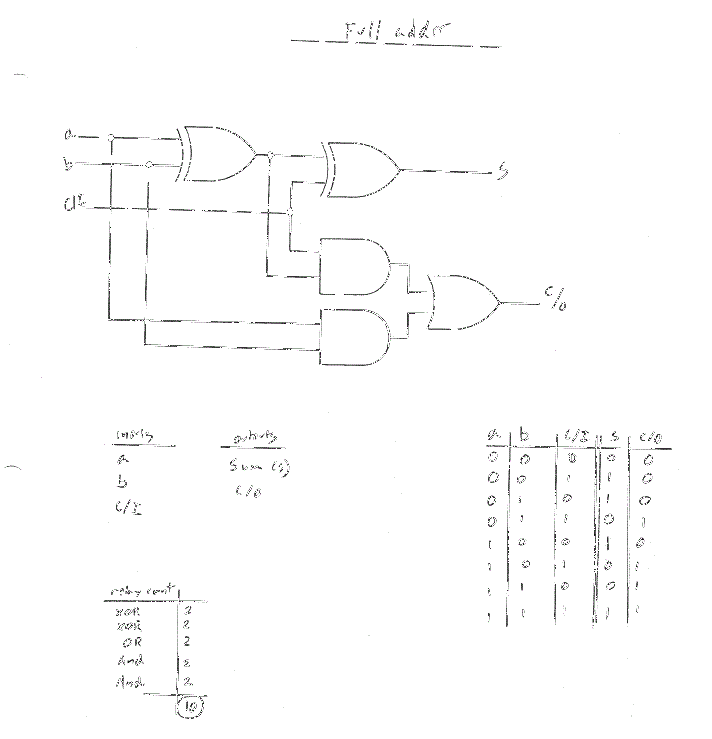 Full addr
a
b
C/I
S
C/O
inputs outputs
a Sum (s)
b C/O
C/I
a b C/I S C/O
0 0 0 0 0
0 0 1 1 0
0 1 0 1 0
0 1 1 0 1
1 0 0 1 0
1 0 1 0 1
1 1 0 0 1
1 1 1 1 1
relay count
XOR 2
XOR 2
OR 2
And 2
And 2
10